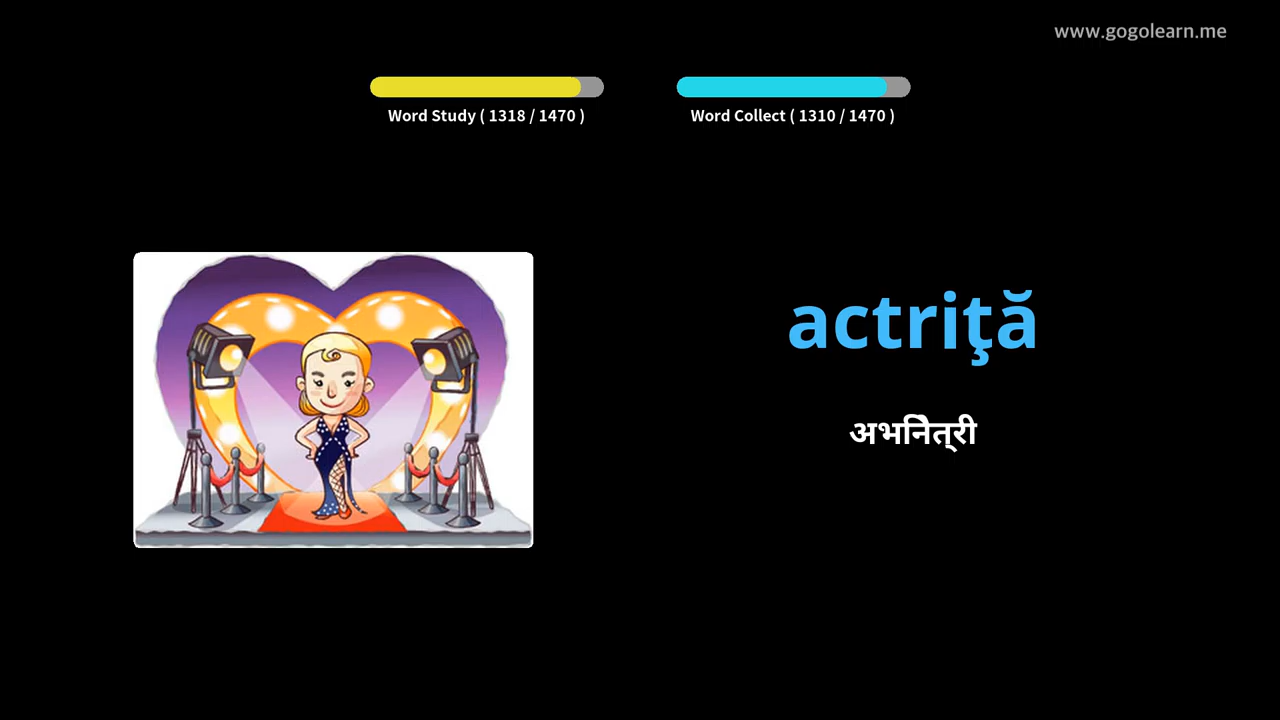 www.gogolearn.me
Word Study ( 1318 / 1470 )
Word Collect ( 1310 / 1470 )
actriţă
अभिनेत्री